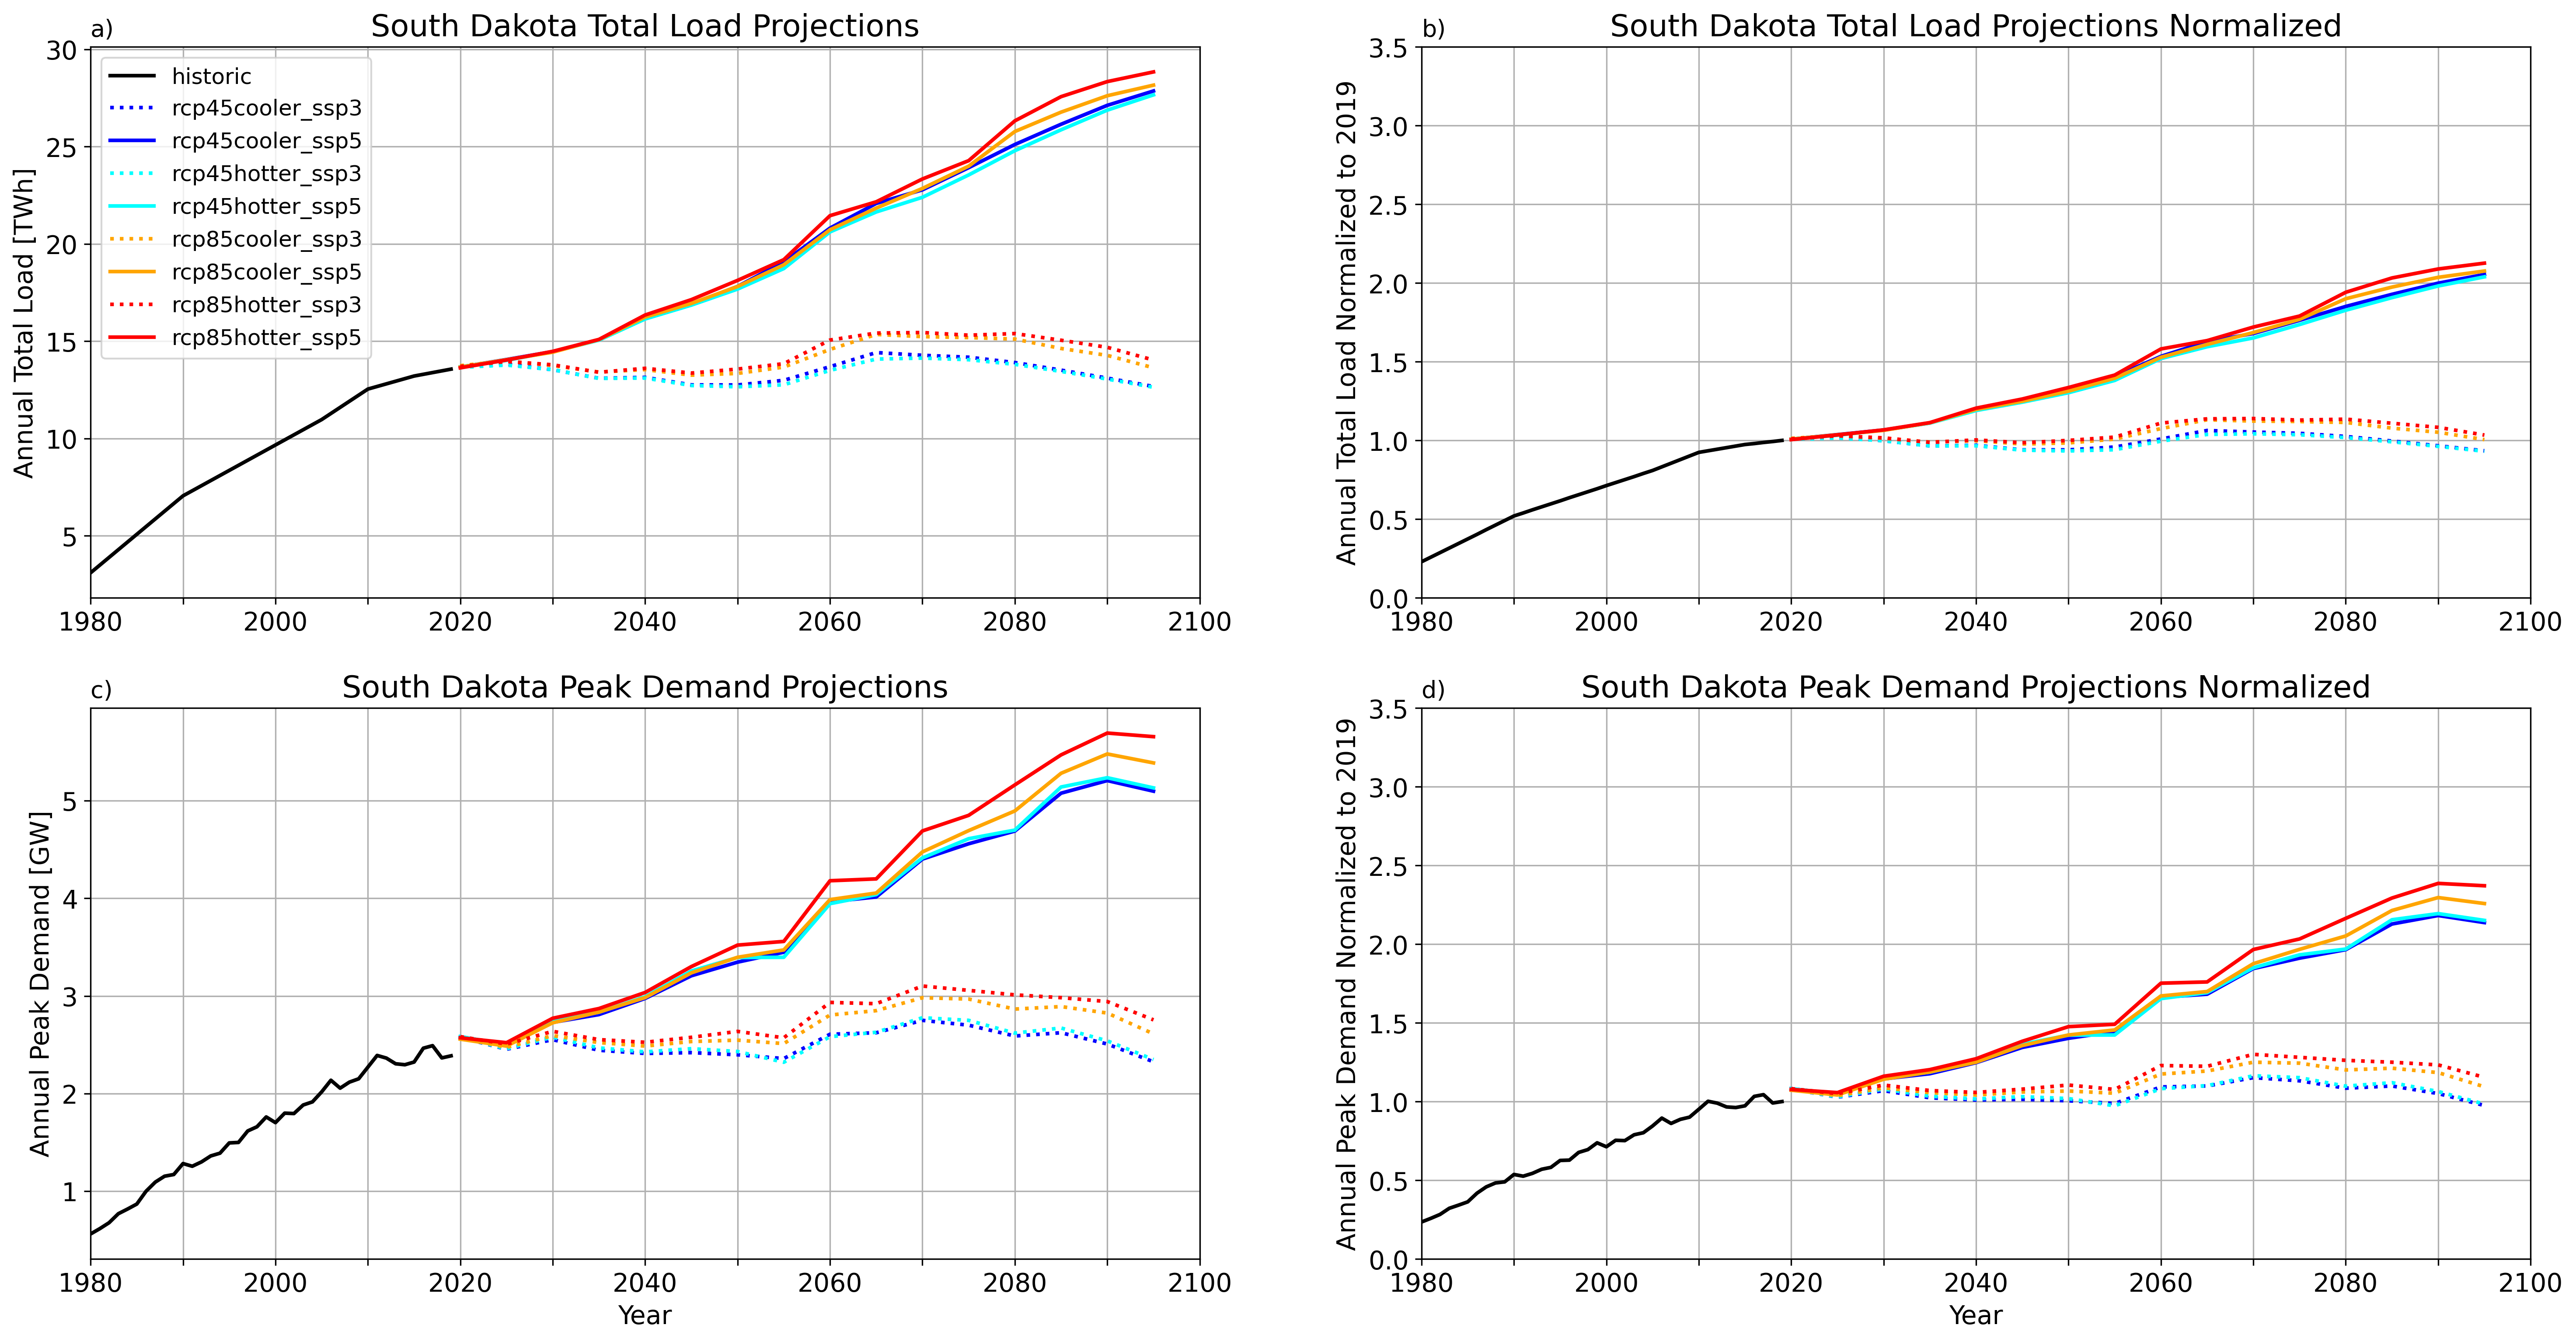 a)
South Dakota Total Load Projections
Annual Total Load [TWh]
30
25
20
15
10
5
historic
rcp45cooler_ssp3
rcp45cooler_ssp5
rcp45hotter_ssp3
rcp45hotter_ssp5
rcp85cooler_ssp3
rcp85cooler_ssp5
rcp85hotter_ssp3
rcp85hotter_ssp5
1980 2000 2020 2040 2060 2080 2100
b)
South Dakota Total Load Projections Normalized
Annual Total Load Normalized to 2019
3.5
3.0
2.5
2.0
1.5
1.0
0.5
0.0
1980 2000 2020 2040 2060 2080 2100
c)
South Dakota Peak Demand Projections
Annual Peak Demand [GW]
5
4
3
2
1
1980 2000 2020 2040 2060 2080 2100
Year
d)
South Dakota Peak Demand Projections Normalized
Annual Peak Demand Normalized to 2019
3.5
3.0
2.5
2.0
1.5
1.0
0.5
0.0
1980 2000 2020 2040 2060 2080 2100
Year